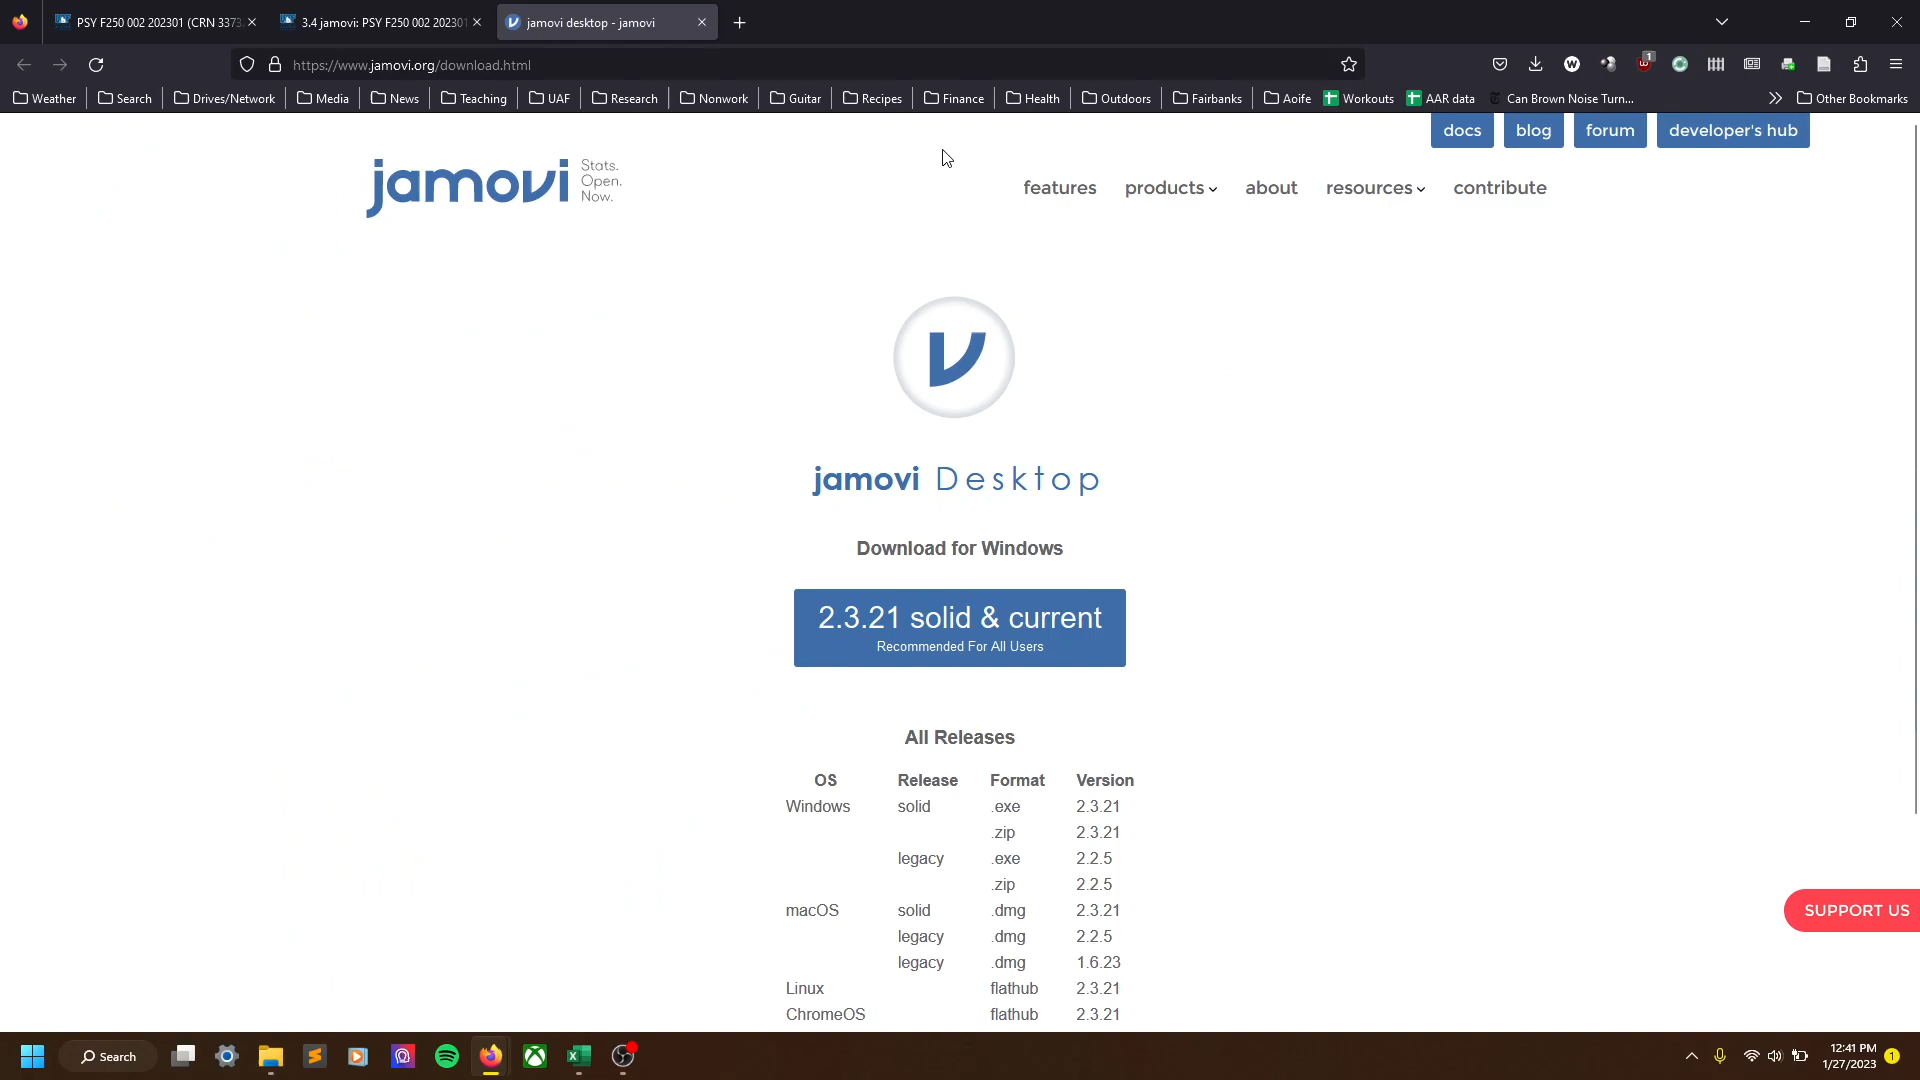 PSY F250 002 202301 (CRN 3373
3.4 jamovi: PSY F250 002 202301
jamovi desktop - jamovi
https://www.jamovi.org/download.html
Weather
Search
Drives/Network
Media
News
Teaching
UAF
Research
Nonwork
Guitar
Recipes
Finance
Health
Outdoors
Fairbanks
Aoife
Workouts
AAR data
Can Brown Noise Turn...
Other Bookmarks
docs
blog
forum
developer's hub
jamovi
Stats.
Open.
Now.
features
products
about
resources
contribute
jamovi Desktop
Download for Windows
2.3.21 solid & current
Recommended For All Users
All Releases
OS Release Format Version
Windows solid .exe 2.3.21
.zip 2.3.21
legacy .exe 2.2.5
.zip 2.2.5
macOS solid .dmg 2.3.21
legacy .dmg 2.2.5
legacy .dmg 1.6.23
Linux flathub 2.3.21
ChromeOS flathub 2.3.21
SUPPORT US
Search
12:41 PM
1/27/2023
1